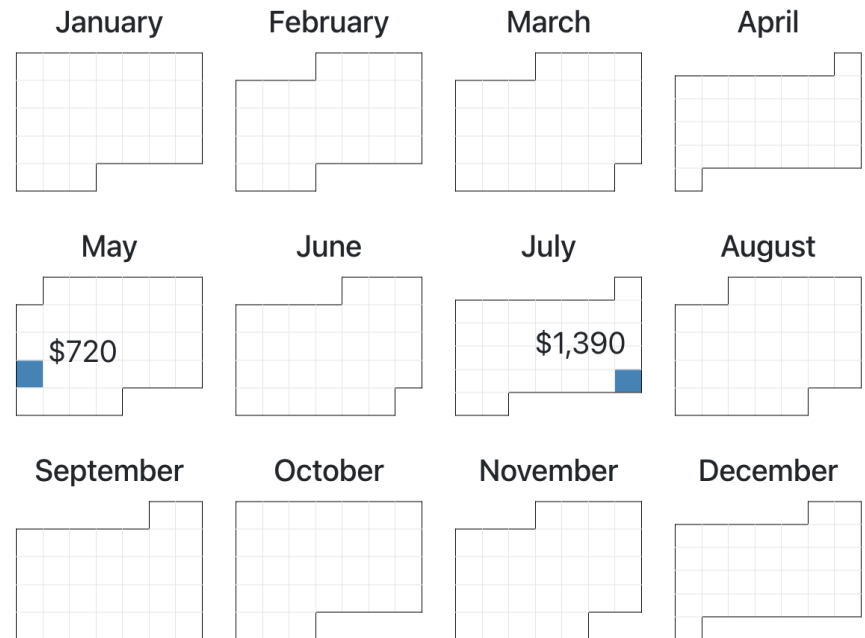 January February March April
May June July August
$720 $1,390
September October November December